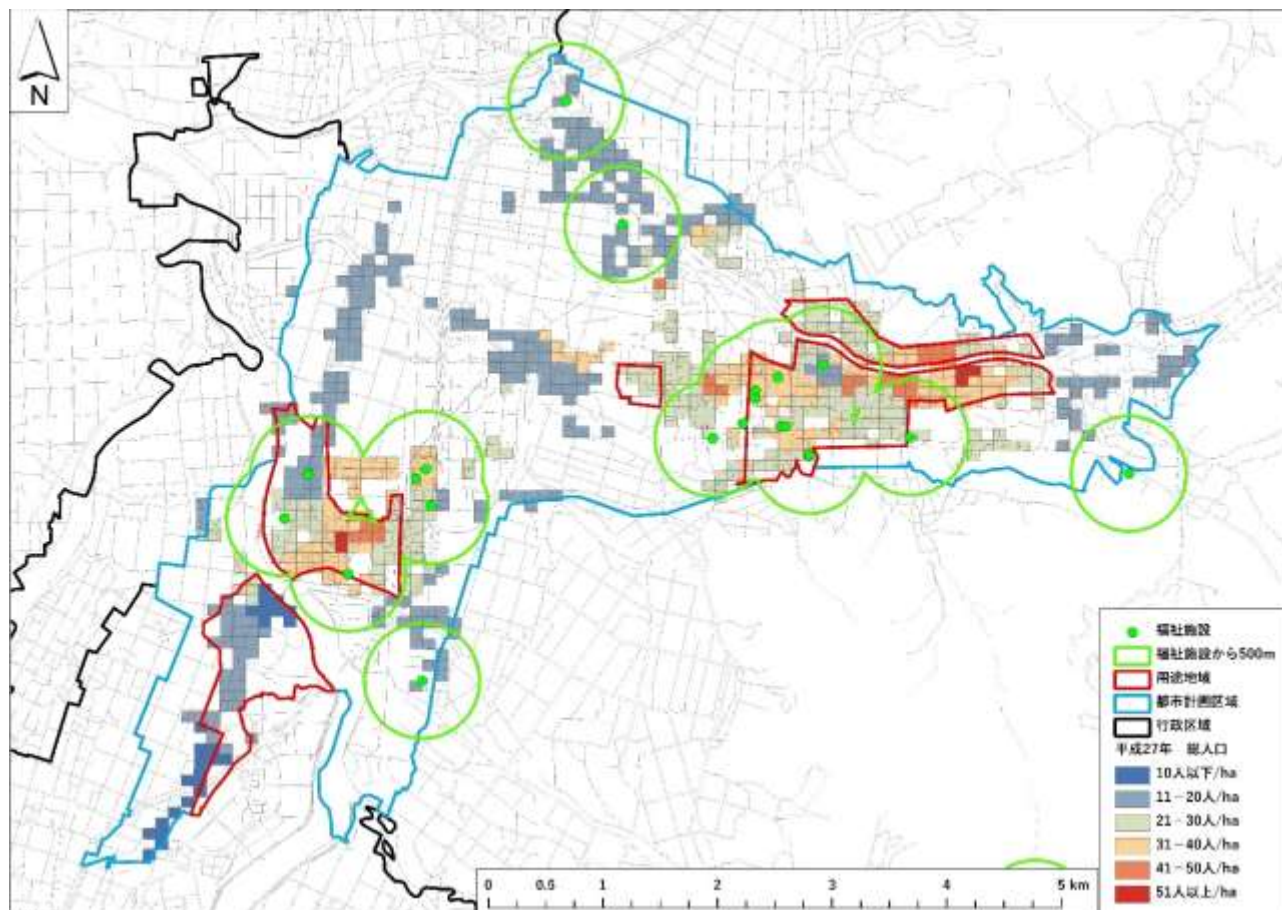 N
福祉施設
福祉施設から500m
用途地域
都市計画区域
行政区域
平成27年 総人口
10人以下/ha
11-20人/ha
21-30人/ha
31-40人/ha
41-50人/ha
51人以上/ha
0 0.5 1 2 3 4 5 km